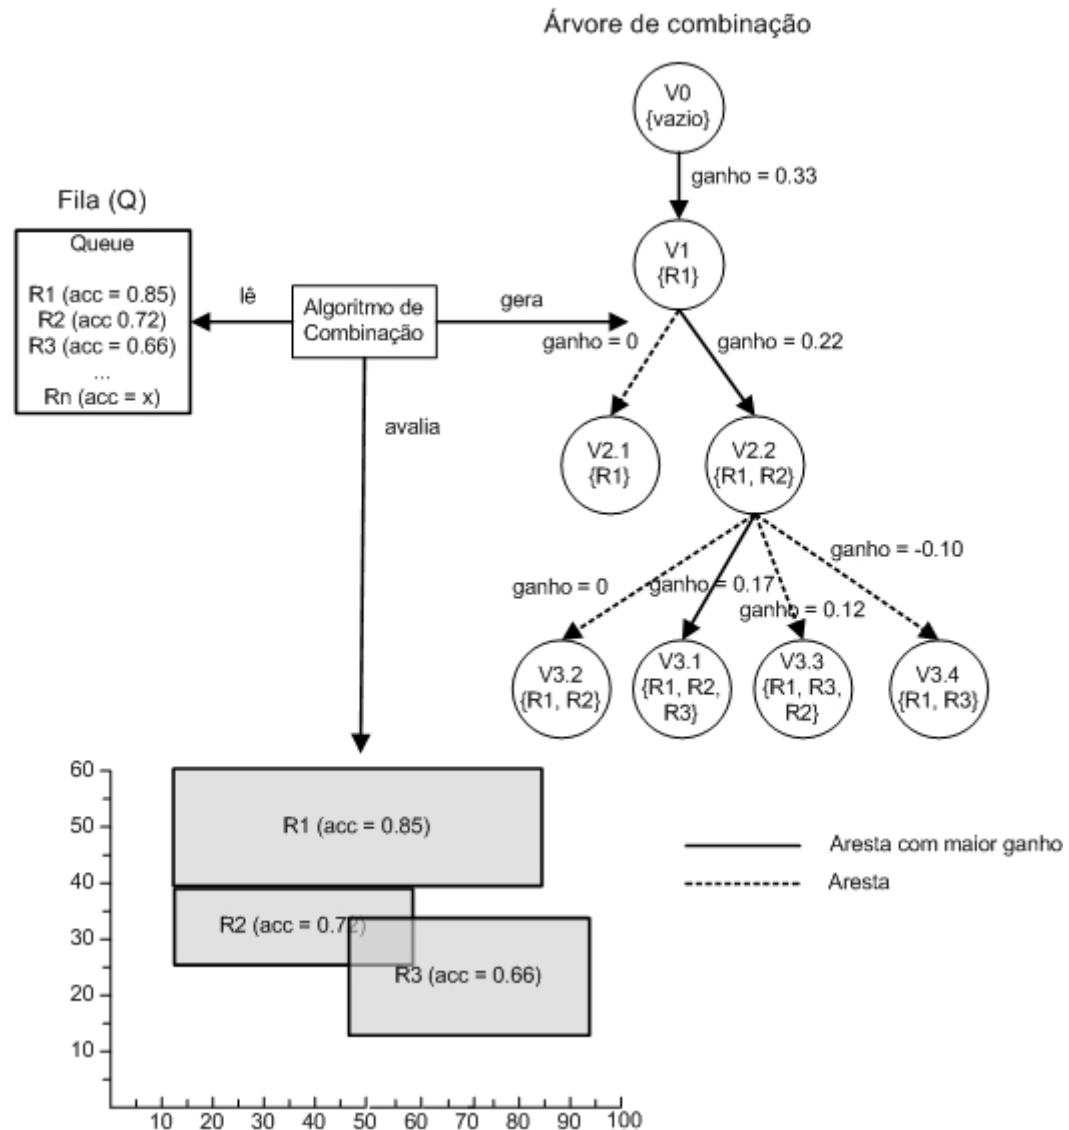 Árvore de combinação
V0
{vazio}
ganho = 0.33
Fila (Q)
Queue
R1 (acc = 0.85)
R2 (acc 0.72)
R3 (acc = 0.66)
...
Rn (acc = x)
lê
Algoritmo de
Combinação
gera
avalia
V1
{R1}
ganho = 0
ganho = 0.22
V2.1
{R1}
V2.2
{R1, R2}
ganho = 0
ganho = 0.17
ganho = 0.12
ganho = -0.10
V3.2
{R1, R2}
V3.1
{R1, R2,
R3}
V3.3
{R1, R3,
R2}
V3.4
{R1, R3}
60
50
40
30
20
10
R1 (acc = 0.85)
R2 (acc = 0.72)
R3 (acc = 0.66)
10 20 30 40 50 60 70 80 90 100
Aresta com maior ganho
Aresta